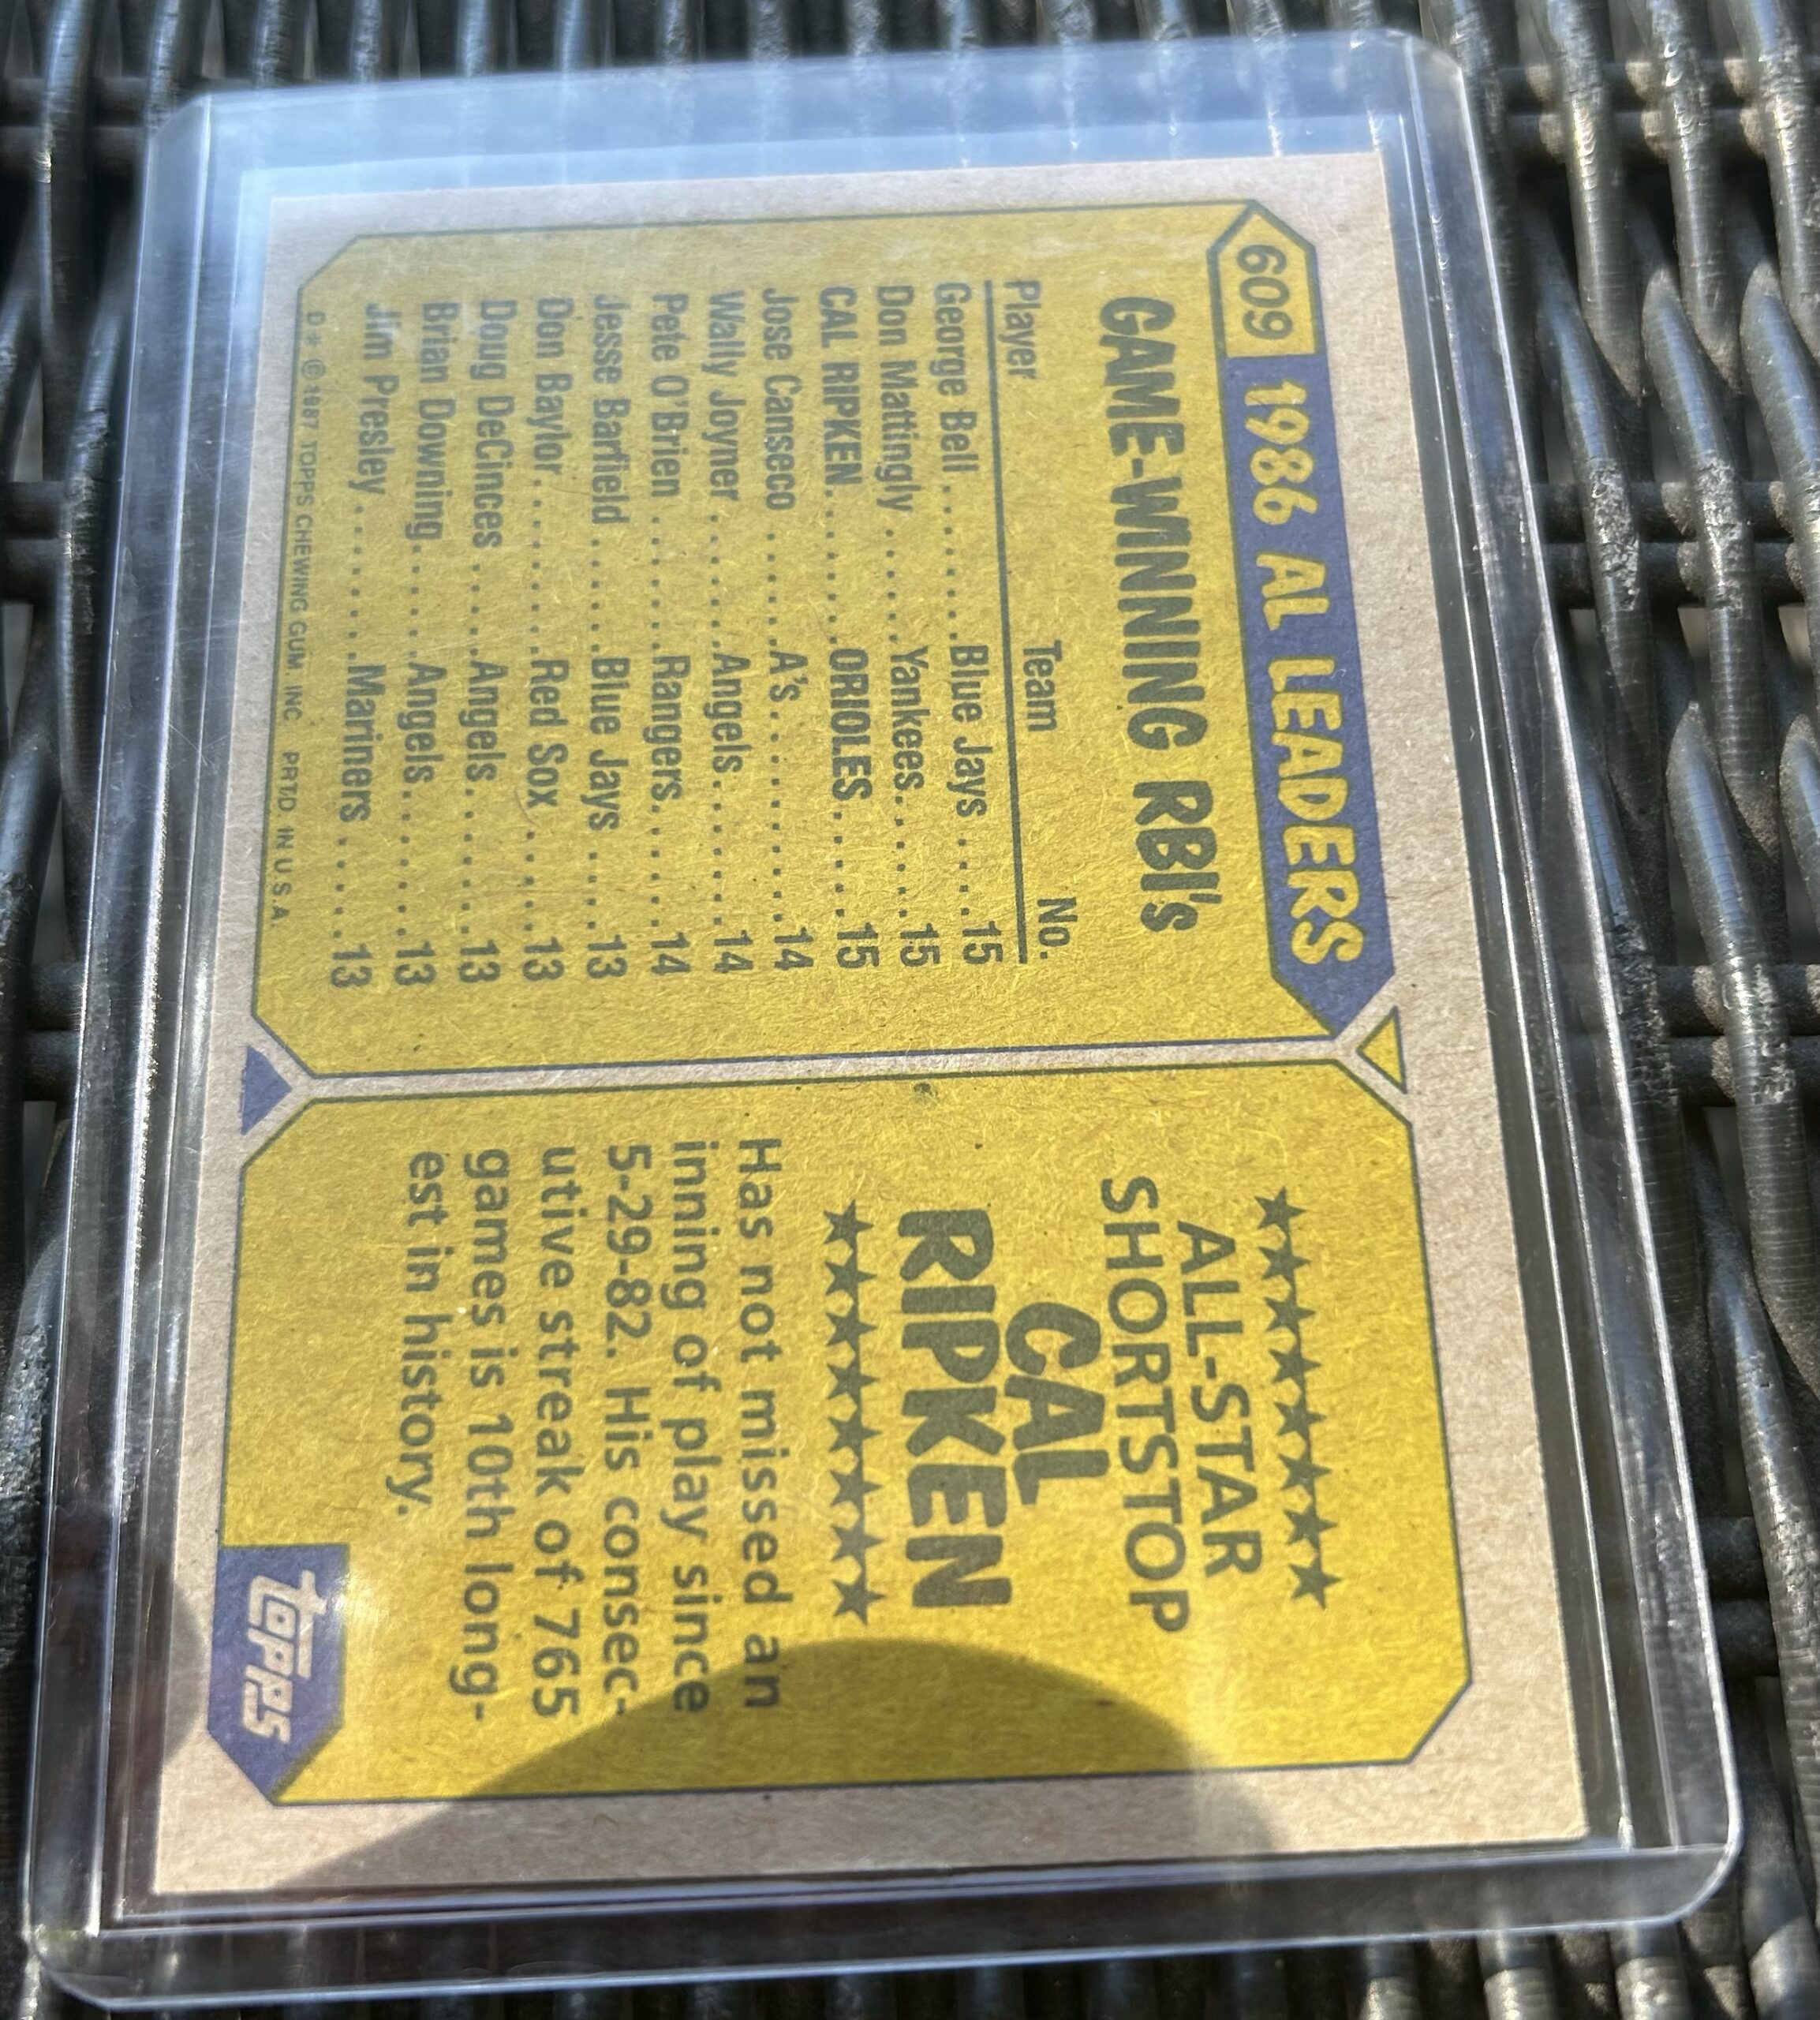 609 1986 AL LEADERS
GAME-WINNING RBI's
Player Team No.
George Bell........Blue Jays....15
Don Mattingly......Yankees......15
CAL RIPKEN.........ORIOLES......15
Jose Canseco.......A's..........14
Wally Joyner.......Angels.......14
Pete O'Brien.......Rangers......14
Jesse Barfield.....Blue Jays....13
Don Baylor.........Red Sox......13
Doug DeCinces......Angels.......13
Brian Downing......Angels.......13
Jim Presley........Mariners.....13
D* © 1987 TOPPS CHEWING GUM, INC. PRTD. IN U.S.A.
ALL-STAR
SHORTSTOP
CAL
RIPKEN
Has not missed an
inning of play since
5-29-82. His consec-
utive streak of 765
games is 10th long-
est in history.
topps